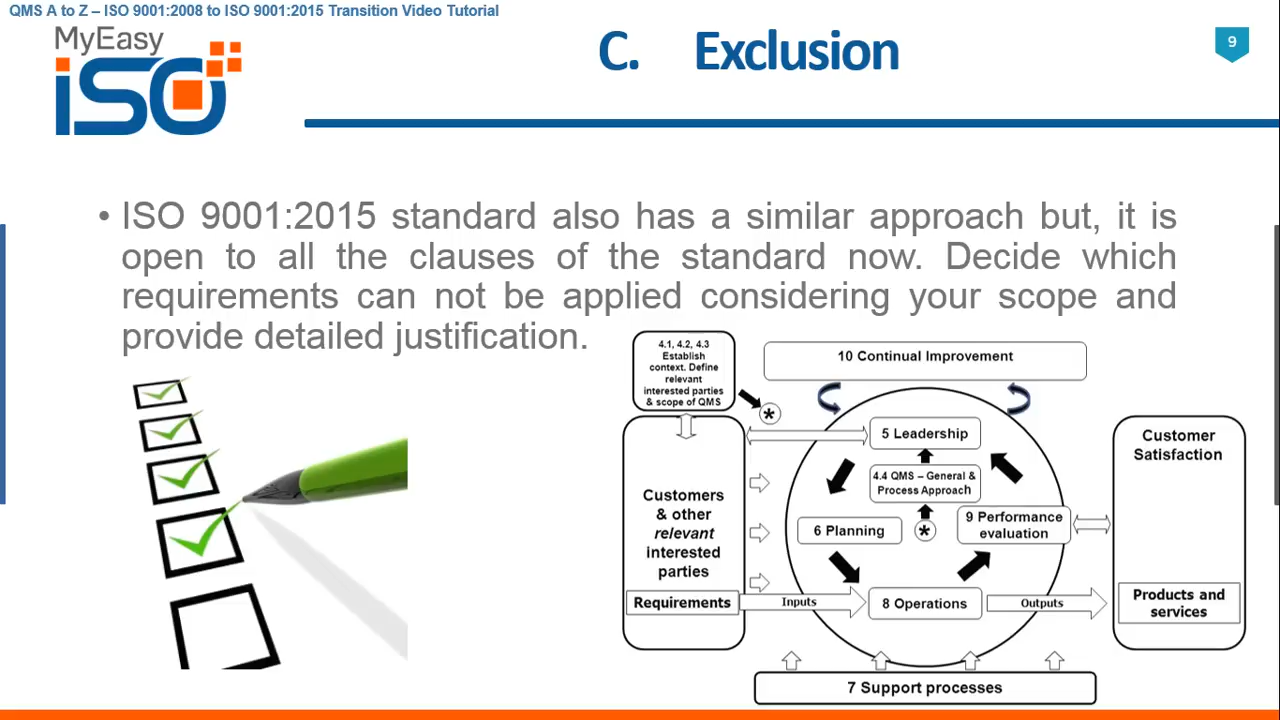 QMS A to Z – ISO 9001:2008 to ISO 9001:2015 Transition Video Tutorial
MyEasy
iSO
C. Exclusion
9
• ISO 9001:2015 standard also has a similar approach but, it is
open to all the clauses of the standard now. Decide which
requirements can not be applied considering your scope and
provide detailed justification.
4.1, 4.2, 4.3
Establish
context. Define
relevant
interested parties
& scope of QMS
*
10 Continual Improvement
5 Leadership
4.4 QMS – General &
Process Approach
*
6 Planning
9 Performance
evaluation
8 Operations
Customers
& other
relevant
interested
parties
Requirements
Inputs
Outputs
Customer
Satisfaction
Products and
services
7 Support processes